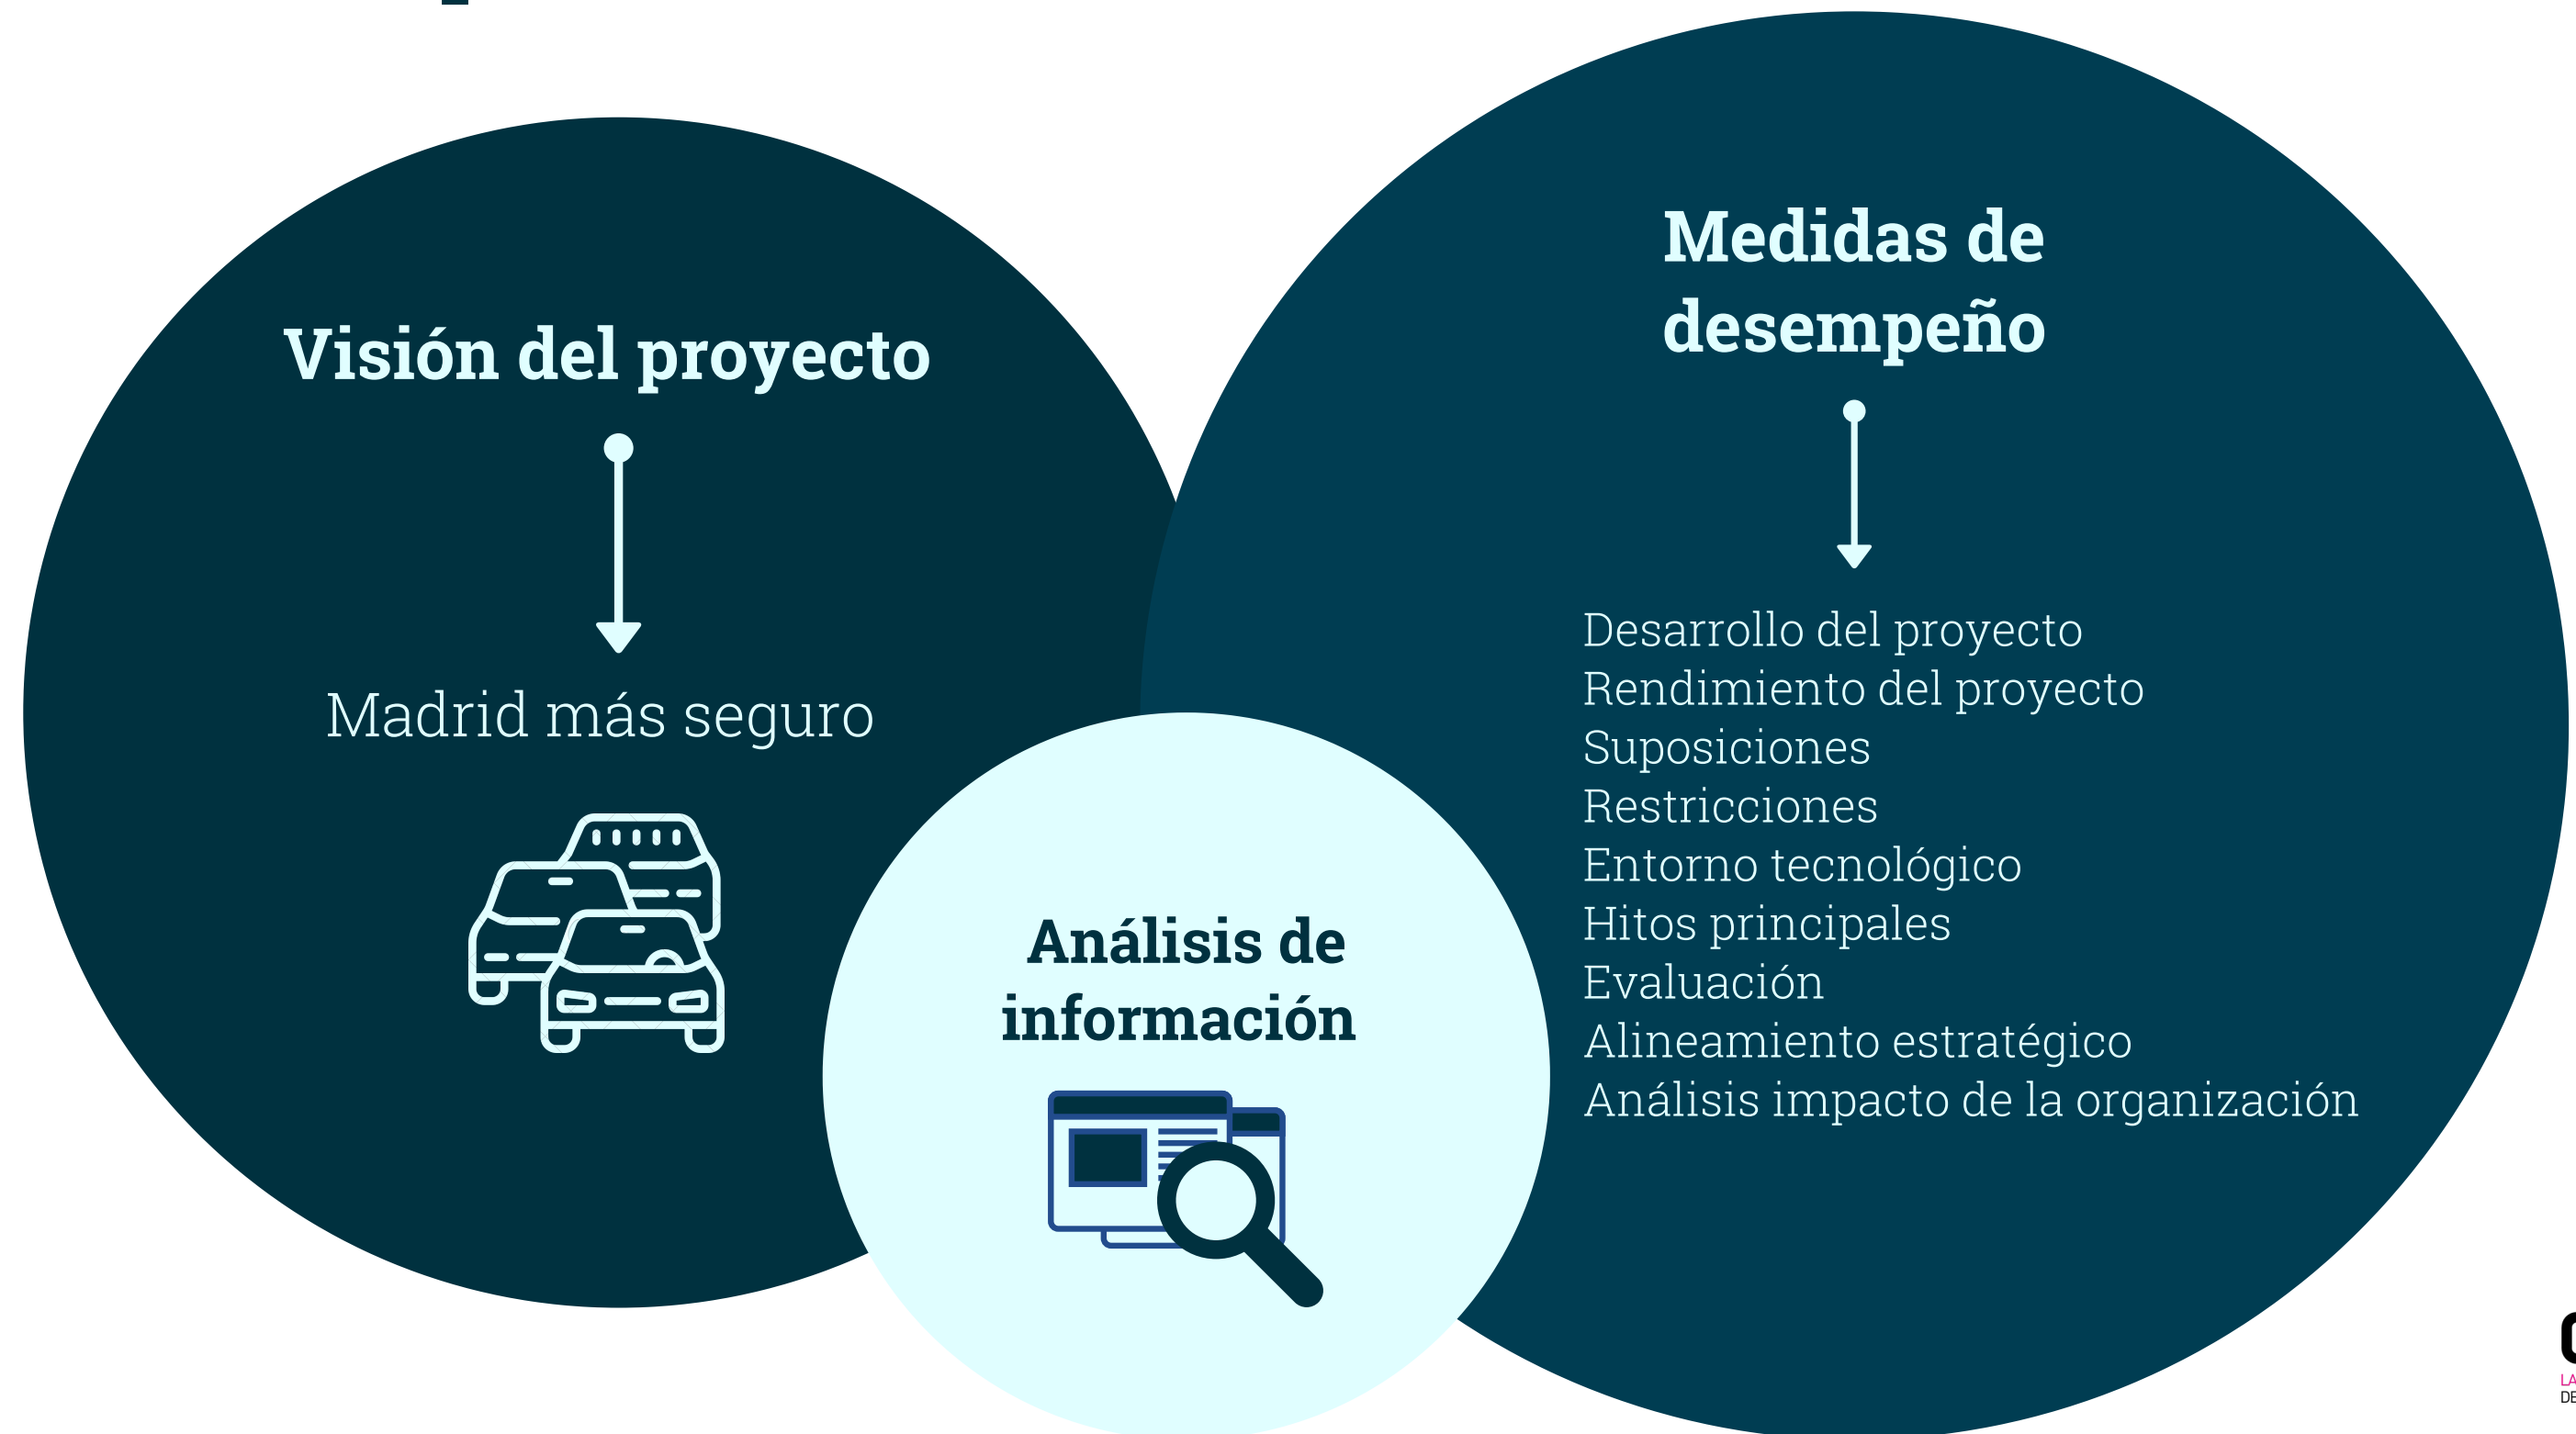 Visión del proyecto
Madrid más seguro
Análisis de
información
Medidas de
desempeño
Desarrollo del proyecto
Rendimiento del proyecto
Suposiciones
Restricciones
Entorno tecnológico
Hitos principales
Evaluación
Alineamiento estratégico
Análisis impacto de la organización